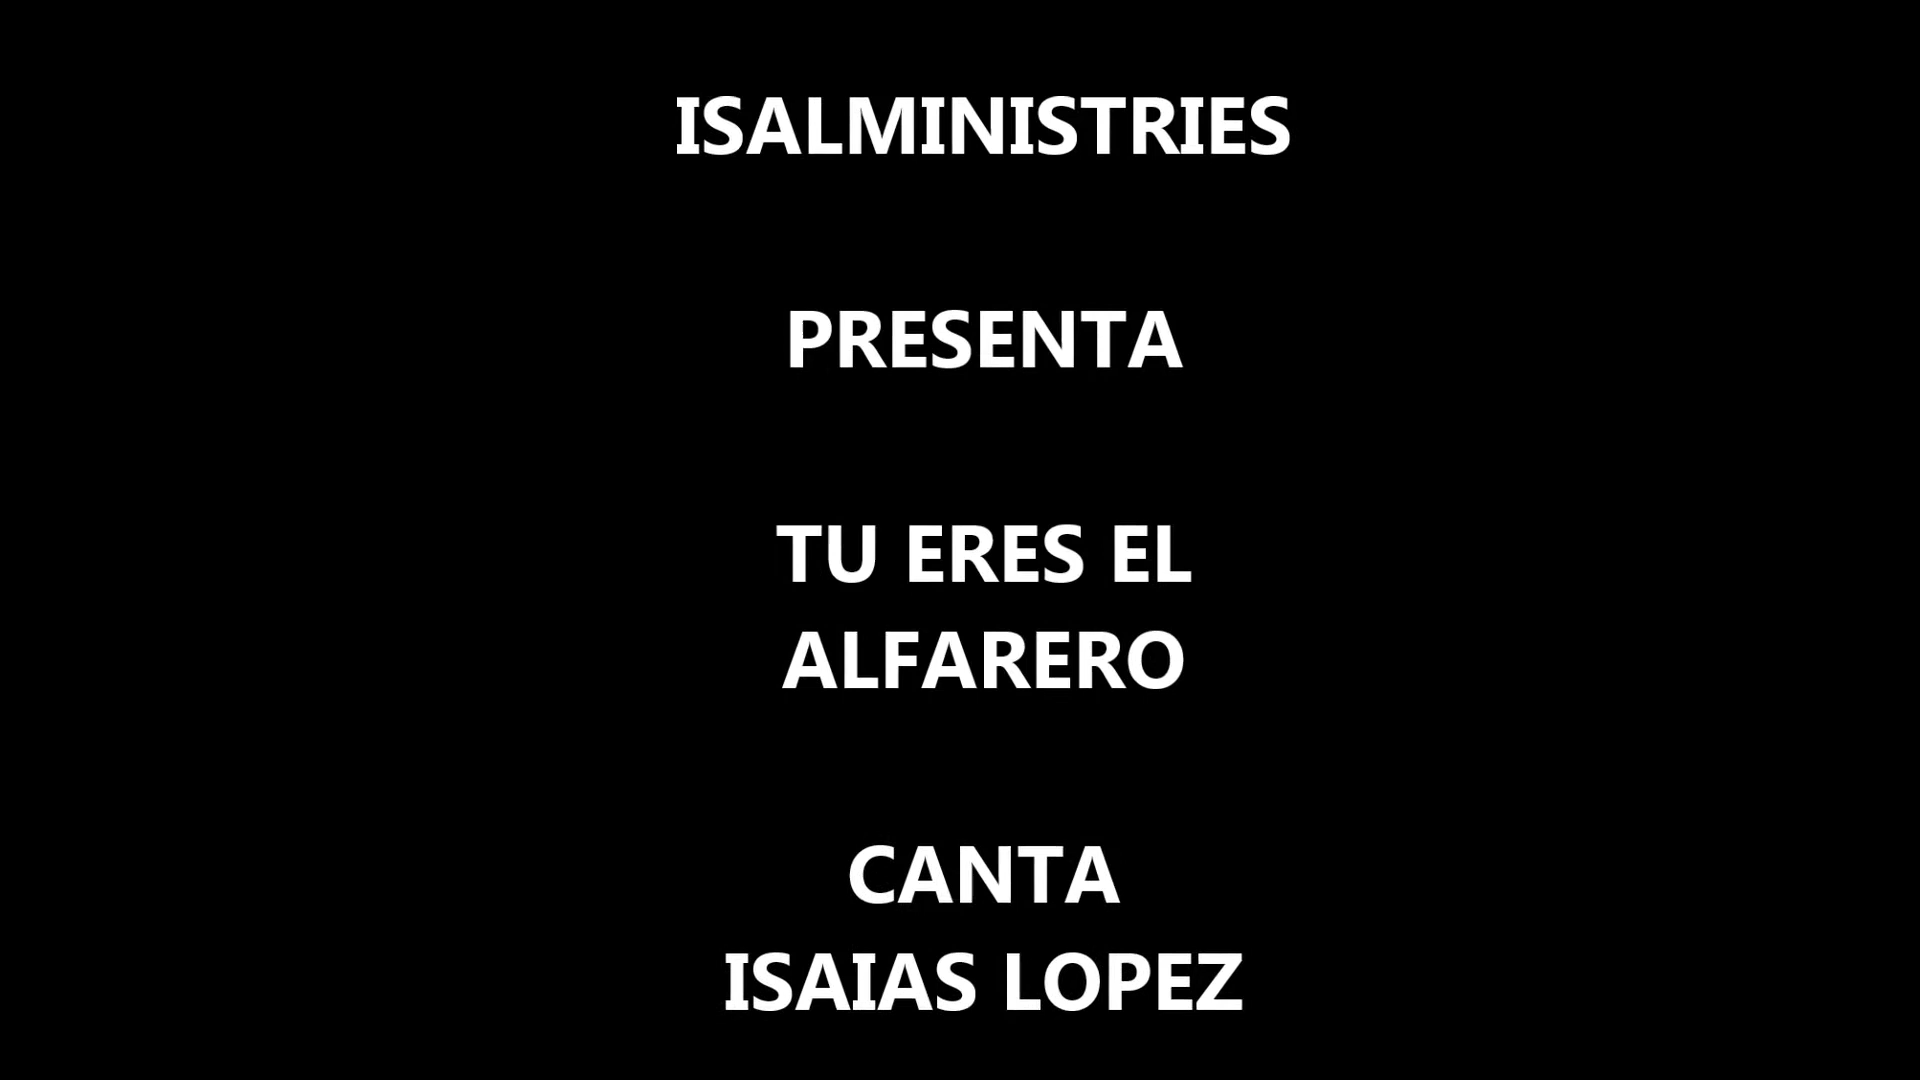 ISALMINISTRIES
PRESENTA
TU ERES EL
ALFARERO
CANTA
ISAIAS LOPEZ